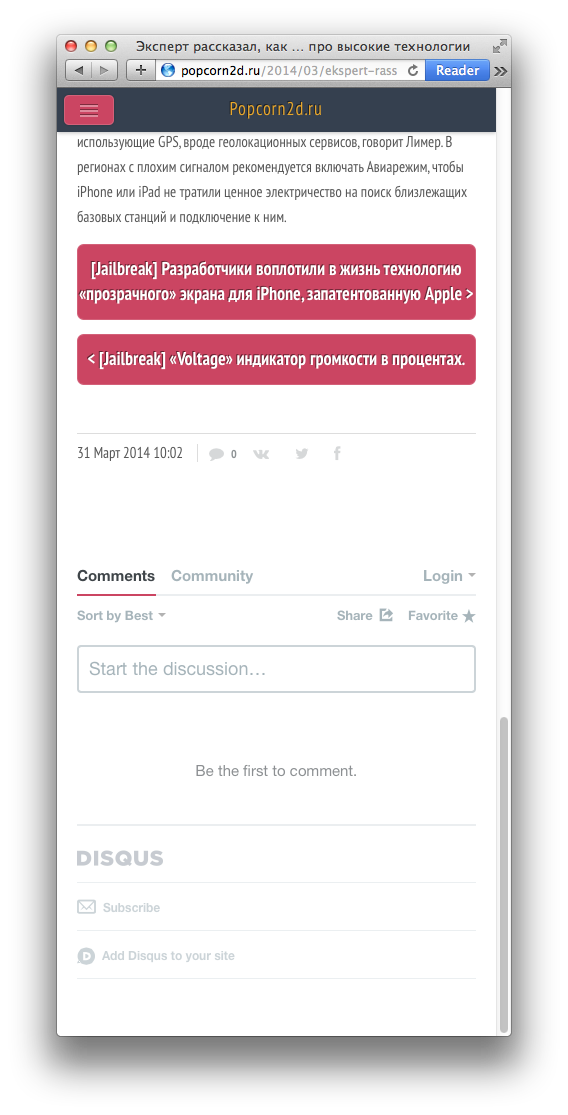 Эксперт рассказал, как … про высокие технологии
popcorn2d.ru/2014/03/ekspert-rass
Reader
Popcorn2d.ru
использующие GPS, вроде геолокационных сервисов, говорит Лимер. В
регионах с плохим сигналом рекомендуется включать Авиарежим, чтобы
iPhone или iPad не тратили ценное электричество на поиск близлежащих
базовых станций и подключение к ним.
[Jailbreak] Разработчики воплотили в жизнь технологию
«прозрачного» экрана для iPhone, запатентованную Apple >
< [Jailbreak] «Voltage» индикатор громкости в процентах.
31 Март 2014 10:02 0
Comments Community Login
Sort by Best Share Favorite
Start the discussion…
Be the first to comment.
DISQUS
Subscribe
Add Disqus to your site